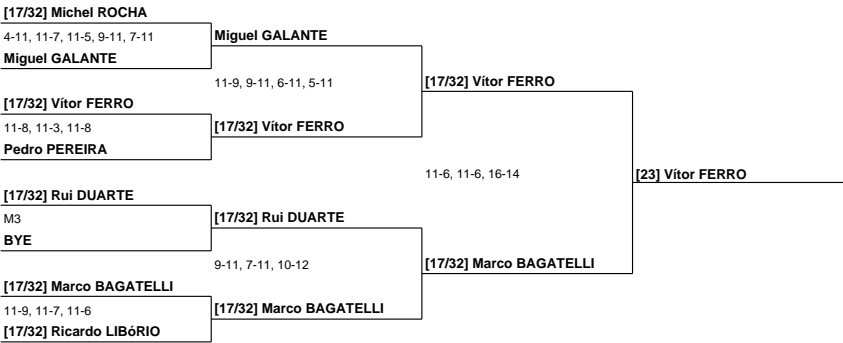 [17/32] Michel ROCHA
4-11, 11-7, 11-5, 9-11, 7-11
Miguel GALANTE
Miguel GALANTE
11-9, 9-11, 6-11, 5-11
[17/32] Vítor FERRO
[17/32] Vítor FERRO
11-8, 11-3, 11-8
[17/32] Vítor FERRO
Pedro PEREIRA
11-6, 11-6, 16-14
[23] Vítor FERRO
[17/32] Rui DUARTE
M3
[17/32] Rui DUARTE
BYE
9-11, 7-11, 10-12
[17/32] Marco BAGATELLI
[17/32] Marco BAGATELLI
11-9, 11-7, 11-6
[17/32] Marco BAGATELLI
[17/32] Ricardo LIBóRIO